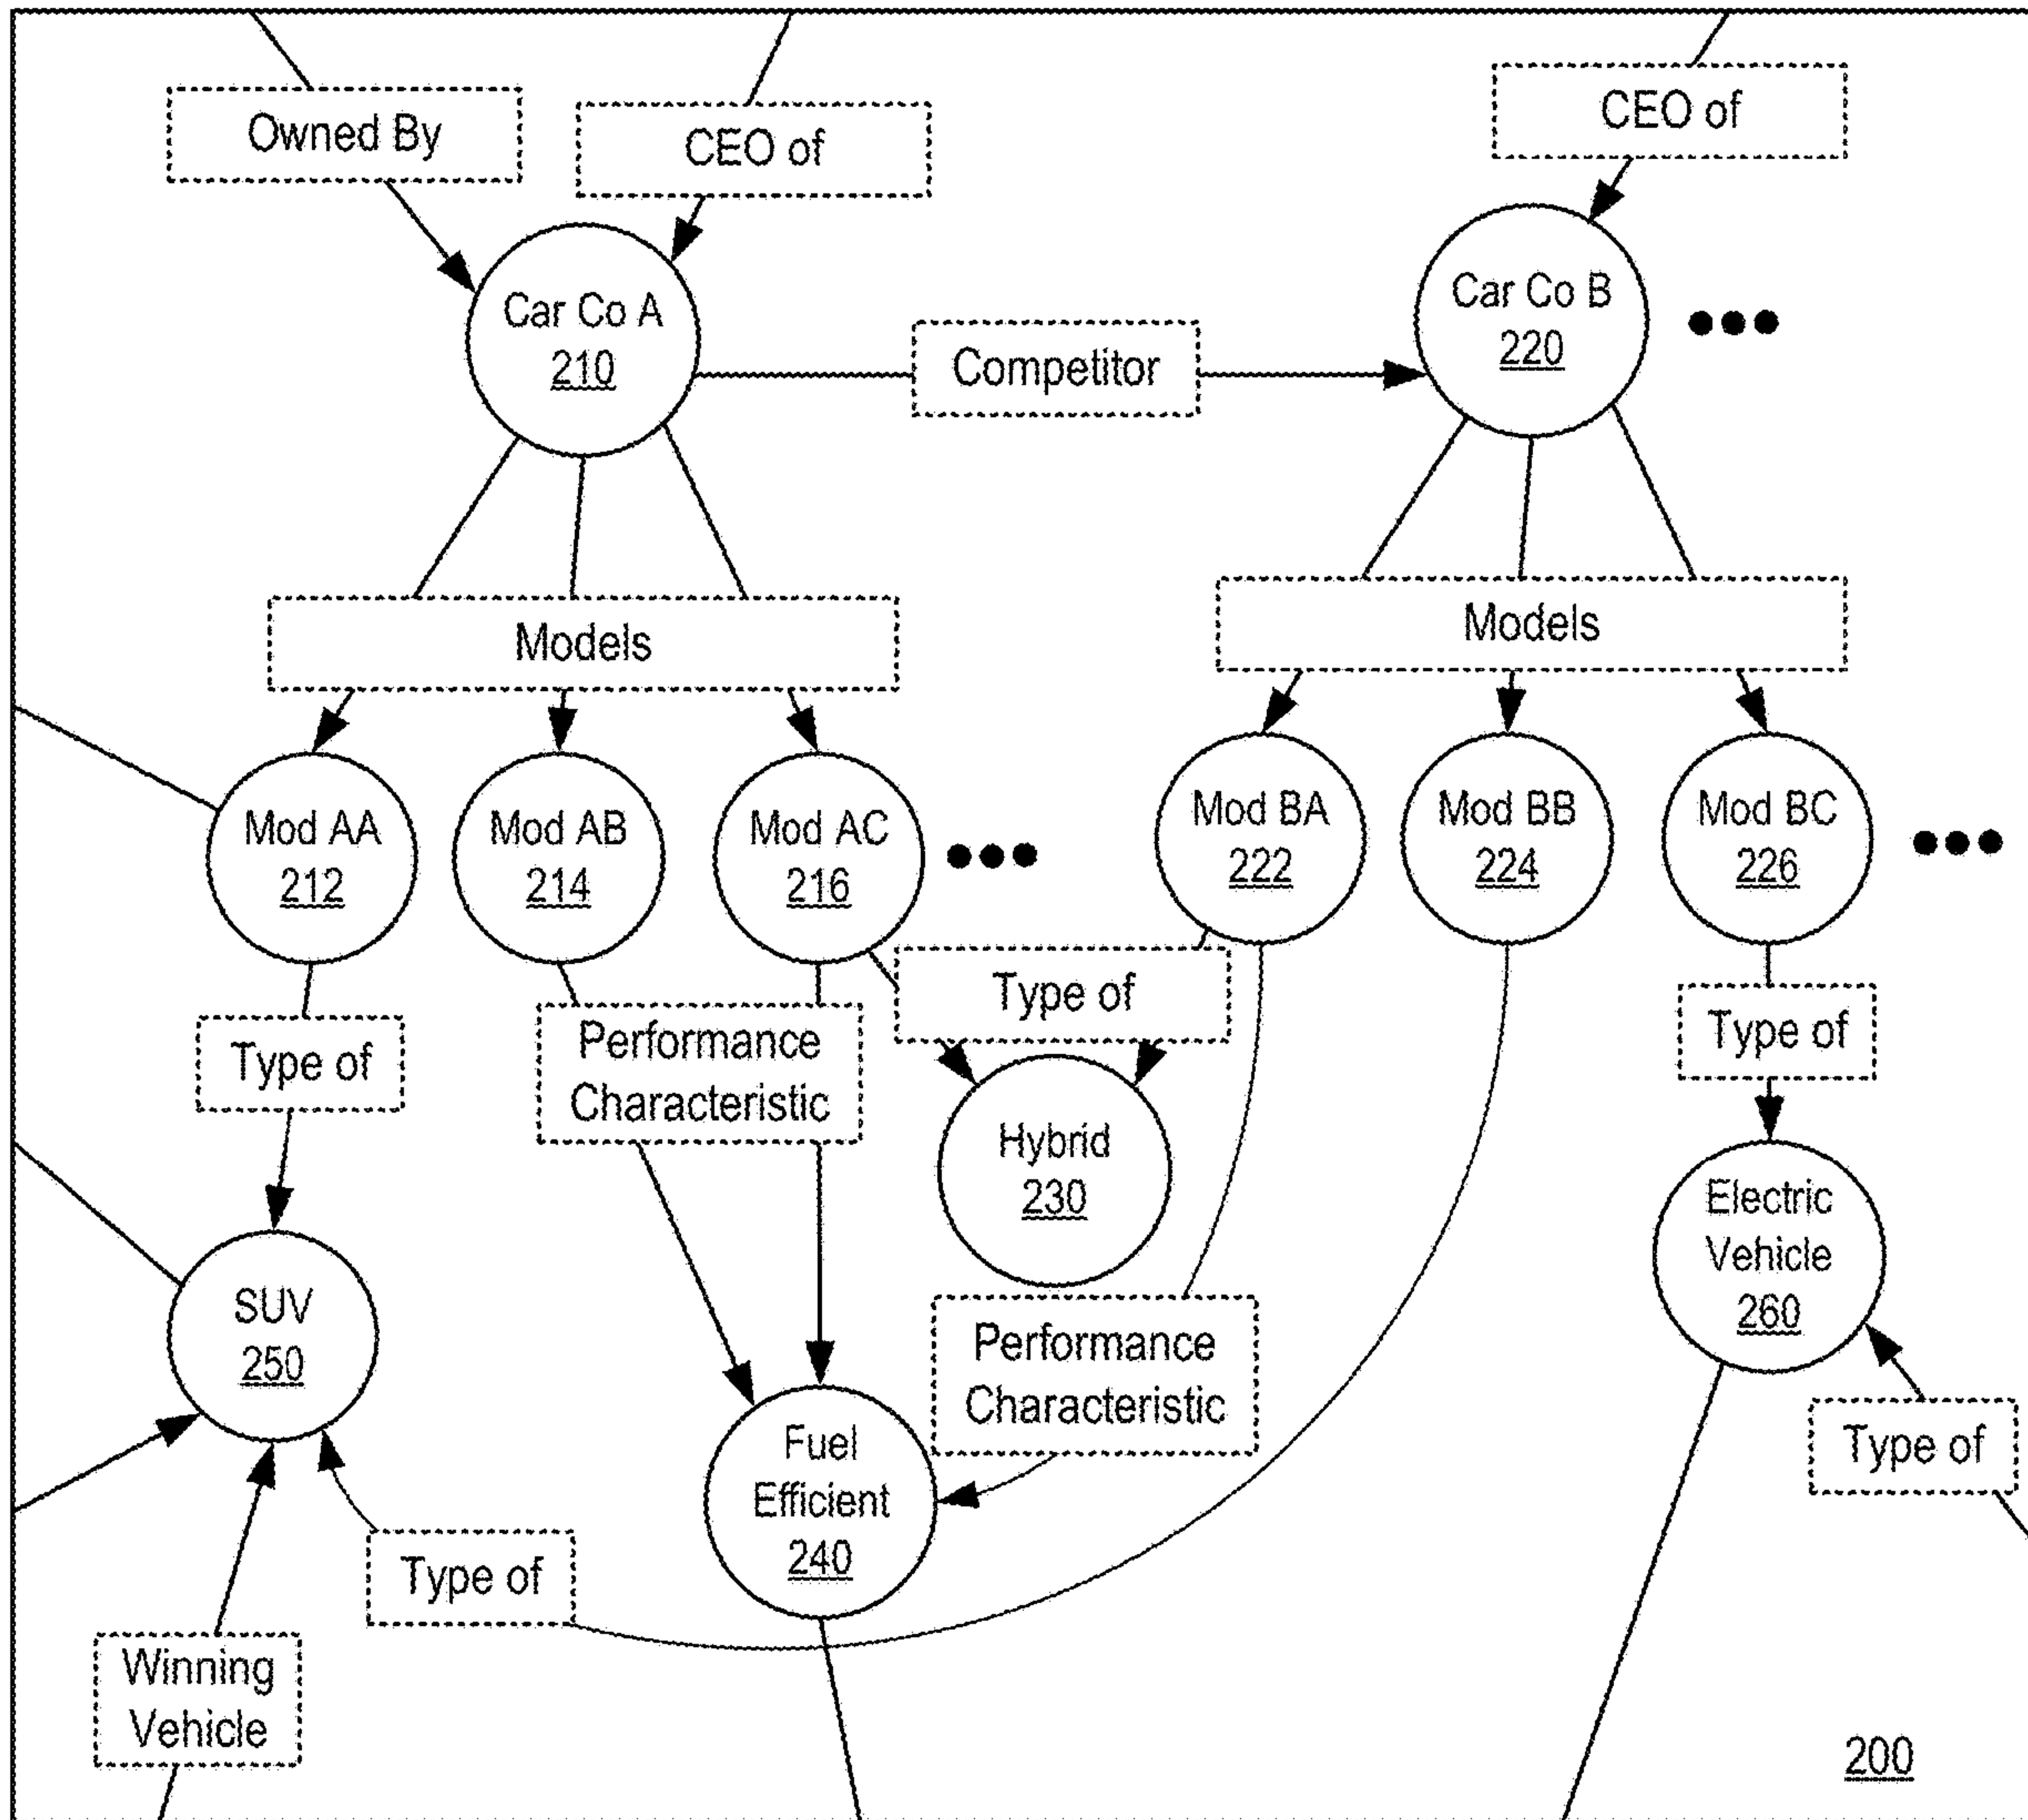 Owned By
CEO of
CEO of
Car Co A
210
Competitor
Car Co B
220
Models
Models
Mod AA
212
Mod AB
214
Mod AC
216
Mod BA
222
Mod BB
224
Mod BC
226
Type of
Performance
Characteristic
Type of
Type of
Hybrid
230
Electric
Vehicle
260
SUV
250
Performance
Characteristic
Fuel
Efficient
240
Type of
Type of
Winning
Vehicle
200